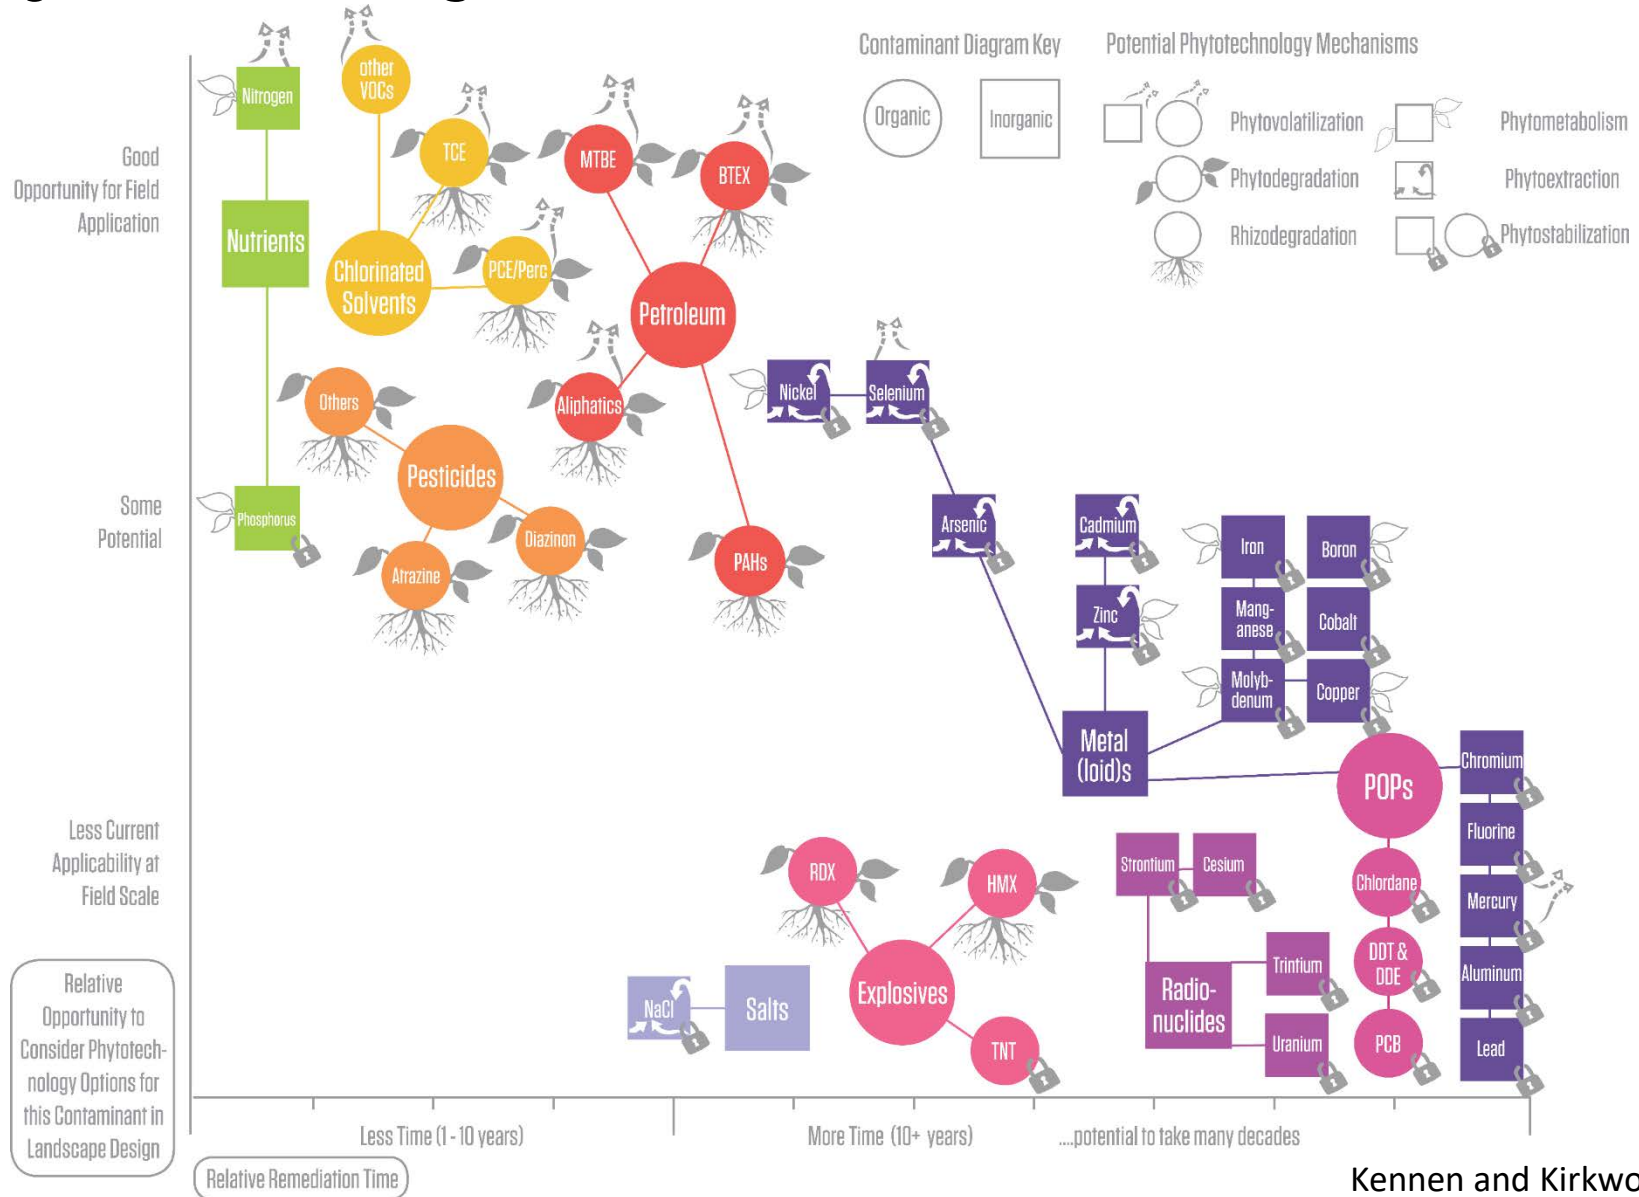 Contaminant Diagram Key
Potential Phytotechnology Mechanisms
Organic
Inorganic
Phytovolatilization
Phytometabolism
Phytodegradation
Phytoextraction
Rhizodegradation
Phytostabilization
Good
Opportunity for Field
Application
Some
Potential
Less Current
Applicability at
Field Scale
Relative
Opportunity to
Consider Phytotech-
nology Options for
this Contaminant in
Landscape Design
Nitrogen
Nutrients
Phosphorus
other
VOCs
TCE
Chlorinated
Solvents
PCE/Perc
Others
Pesticides
Atrazine
Diazinon
MTBE
BTEX
Petroleum
Aliphatics
PAHs
Nickel
Selenium
Arsenic
Cadmium
Zinc
Metal
(loid)s
Iron
Boron
Mang-
anese
Cobalt
Molyb-
denum
Copper
Chromium
Fluorine
Mercury
Aluminum
Lead
POPs
Chlordane
DDT &
DDE
PCB
Strontium
Cesium
Radio-
nuclides
Trintium
Uranium
RDX
HMX
Explosives
TNT
NaCl
Salts
Less Time (1 - 10 years)
More Time (10+ years)
....potential to take many decades
Relative Remediation Time
Kennen and Kirkwo